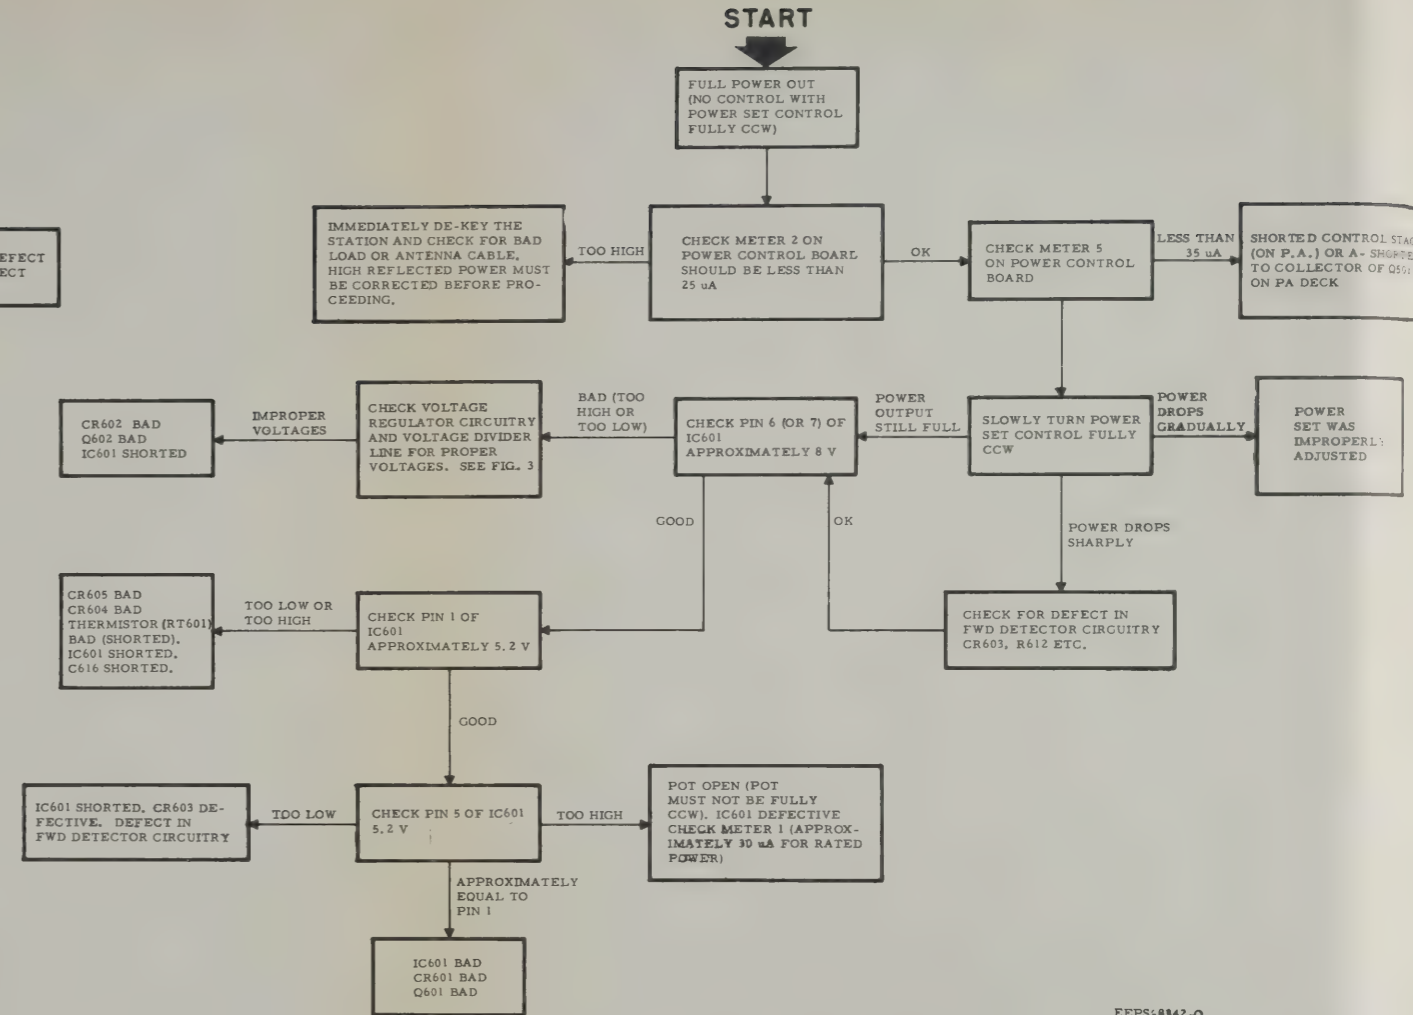 START
FULL POWER OUT
(NO CONTROL WITH
POWER SET CONTROL
FULLY CCW)
IMMEDIATELY DE-KEY THE
STATION AND CHECK FOR BAD
LOAD OR ANTENNA CABLE.
HIGH REFLECTED POWER MUST
BE CORRECTED BEFORE PRO-
CEEDING.
TOO HIGH
CHECK METER 2 ON
POWER CONTROL BOARD
SHOULD BE LESS THAN
25 uA
OK
CHECK METER 5
ON POWER CONTROL
BOARD
LESS THAN
35 uA
SHORTED CONTROL
(ON P.A.) OR A-
TO COLLECTOR OF
ON PA DECK
CR602 BAD
Q602 BAD
IC601 SHORTED
IMPROPER
VOLTAGES
CHECK VOLTAGE
REGULATOR CIRCUITRY
AND VOLTAGE DIVIDER
LINE FOR PROPER
VOLTAGES. SEE FIG. 3
BAD (TOO
HIGH OR
TOO LOW)
CHECK PIN 6 (OR 7) OF
IC601
APPROXIMATELY 8 V
POWER
OUTPUT
STILL FULL
SLOWLY TURN POWER
SET CONTROL FULLY
CCW
POWER
DROPS
GRADUALLY
POWER
SET WAS
ADJUSTED
GOOD
OK
POWER DROPS
SHARPLY
CR605 BAD
CR604 BAD
THERMISTOR (RT601)
BAD (SHORTED).
IC601 SHORTED.
C616 SHORTED.
TOO LOW OR
TOO HIGH
CHECK PIN 1 OF
IC601
APPROXIMATELY 5.2 V
CHECK FOR DEFECT IN
FWD DETECTOR CIRCUITRY
CR603, R612 ETC.
GOOD
IC601 SHORTED. CR603 DE-
FECTIVE. DEFECT IN
FWD DETECTOR CIRCUITRY
TOO LOW
CHECK PIN 5 OF IC601
5.2 V
TOO HIGH
POT OPEN (POT
MUST NOT BE FULLY
CCW). IC601 DEFECTIVE
CHECK METER 1 (APPROX-
IMATELY 30 uA FOR RATED
POWER)
APPROXIMATELY
EQUAL TO
PIN 1
IC601 BAD
CR601 BAD
Q601 BAD